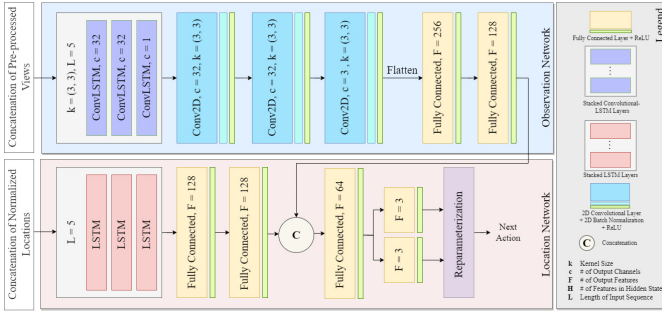 Concatenation of Pre-processed
Views
k = (3, 3), L = 5
ConvLSTM, c = 32
ConvLSTM, c = 32
ConvLSTM, c = 1
Conv2D, c = 32, k = (3, 3)
Conv2D, c = 32, k = (3, 3)
Conv2D, c = 3 , k = (3, 3)
Flatten
Fully Connected, F = 256
Fully Connected, F = 128
Observation Network
Concatenation of Normalized
Locations
L = 5
LSTM
LSTM
LSTM
Fully Connected, F = 128
Fully Connected, F = 128
C
Fully Connected, F = 64
F = 3
F = 3
Reparameterization
Next
Action
Location Network
Legend
Fully Connected Layer + ReLU
Stacked Convolutional-
LSTM Layers
Stacked LSTM Layers
2D Convolutional Layer
+ 2D Batch Normalization
+ ReLU
C
Concatenation
k Kernel Size
c # of Output Channels
F # of Output Features
H # of Features in Hidden State
L Length of Input Sequence